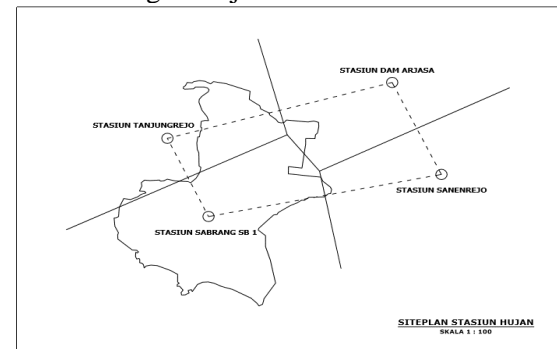 STASIUN DAM ARJASA
STASIUN TANJUNGREJO
STASIUN SANENREJO
STASIUN SABRANG SB 1
SITEPLAN STASIUN HUJAN
SKALA 1 : 100